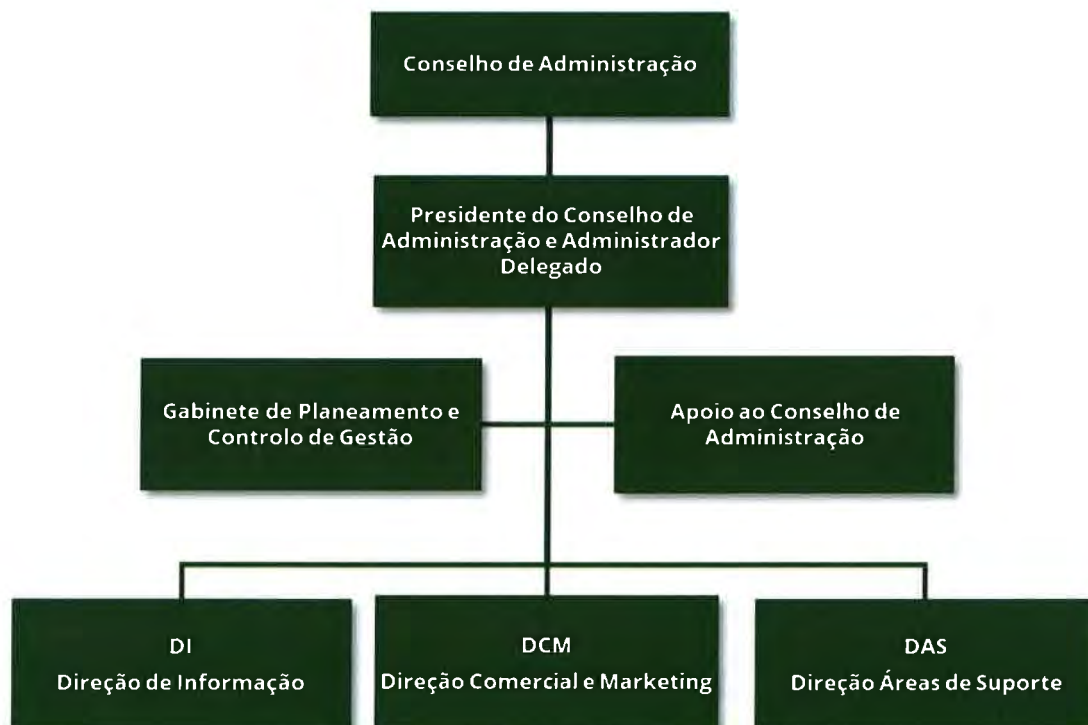 Conselho de Administração
Presidente do Conselho de
Administração e Administrador
Delegado
Gabinete de Planeamento e
Controlo de Gestão
Apoio ao Conselho de
Administração
DI
Direção de Informação
DCM
Direção Comercial e Marketing
DAS
Direção Áreas de Suporte